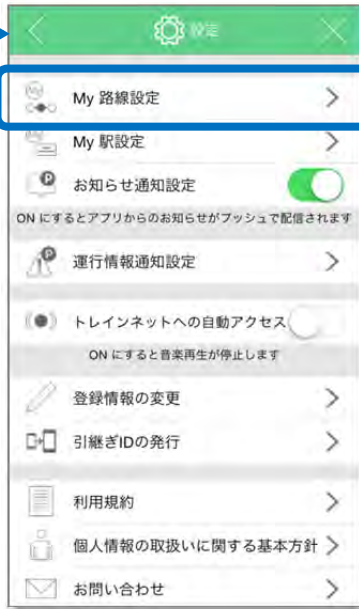 設定
My 路線設定
My 駅設定
お知らせ通知設定
ON にするとアプリからのお知らせがプッシュで配信されます
運行情報通知設定
トレインネットへの自動アクセス
ON にすると音楽再生が停止します
登録情報の変更
引継ぎIDの発行
利用規約
個人情報の取扱いに関する基本方針
お問い合わせ